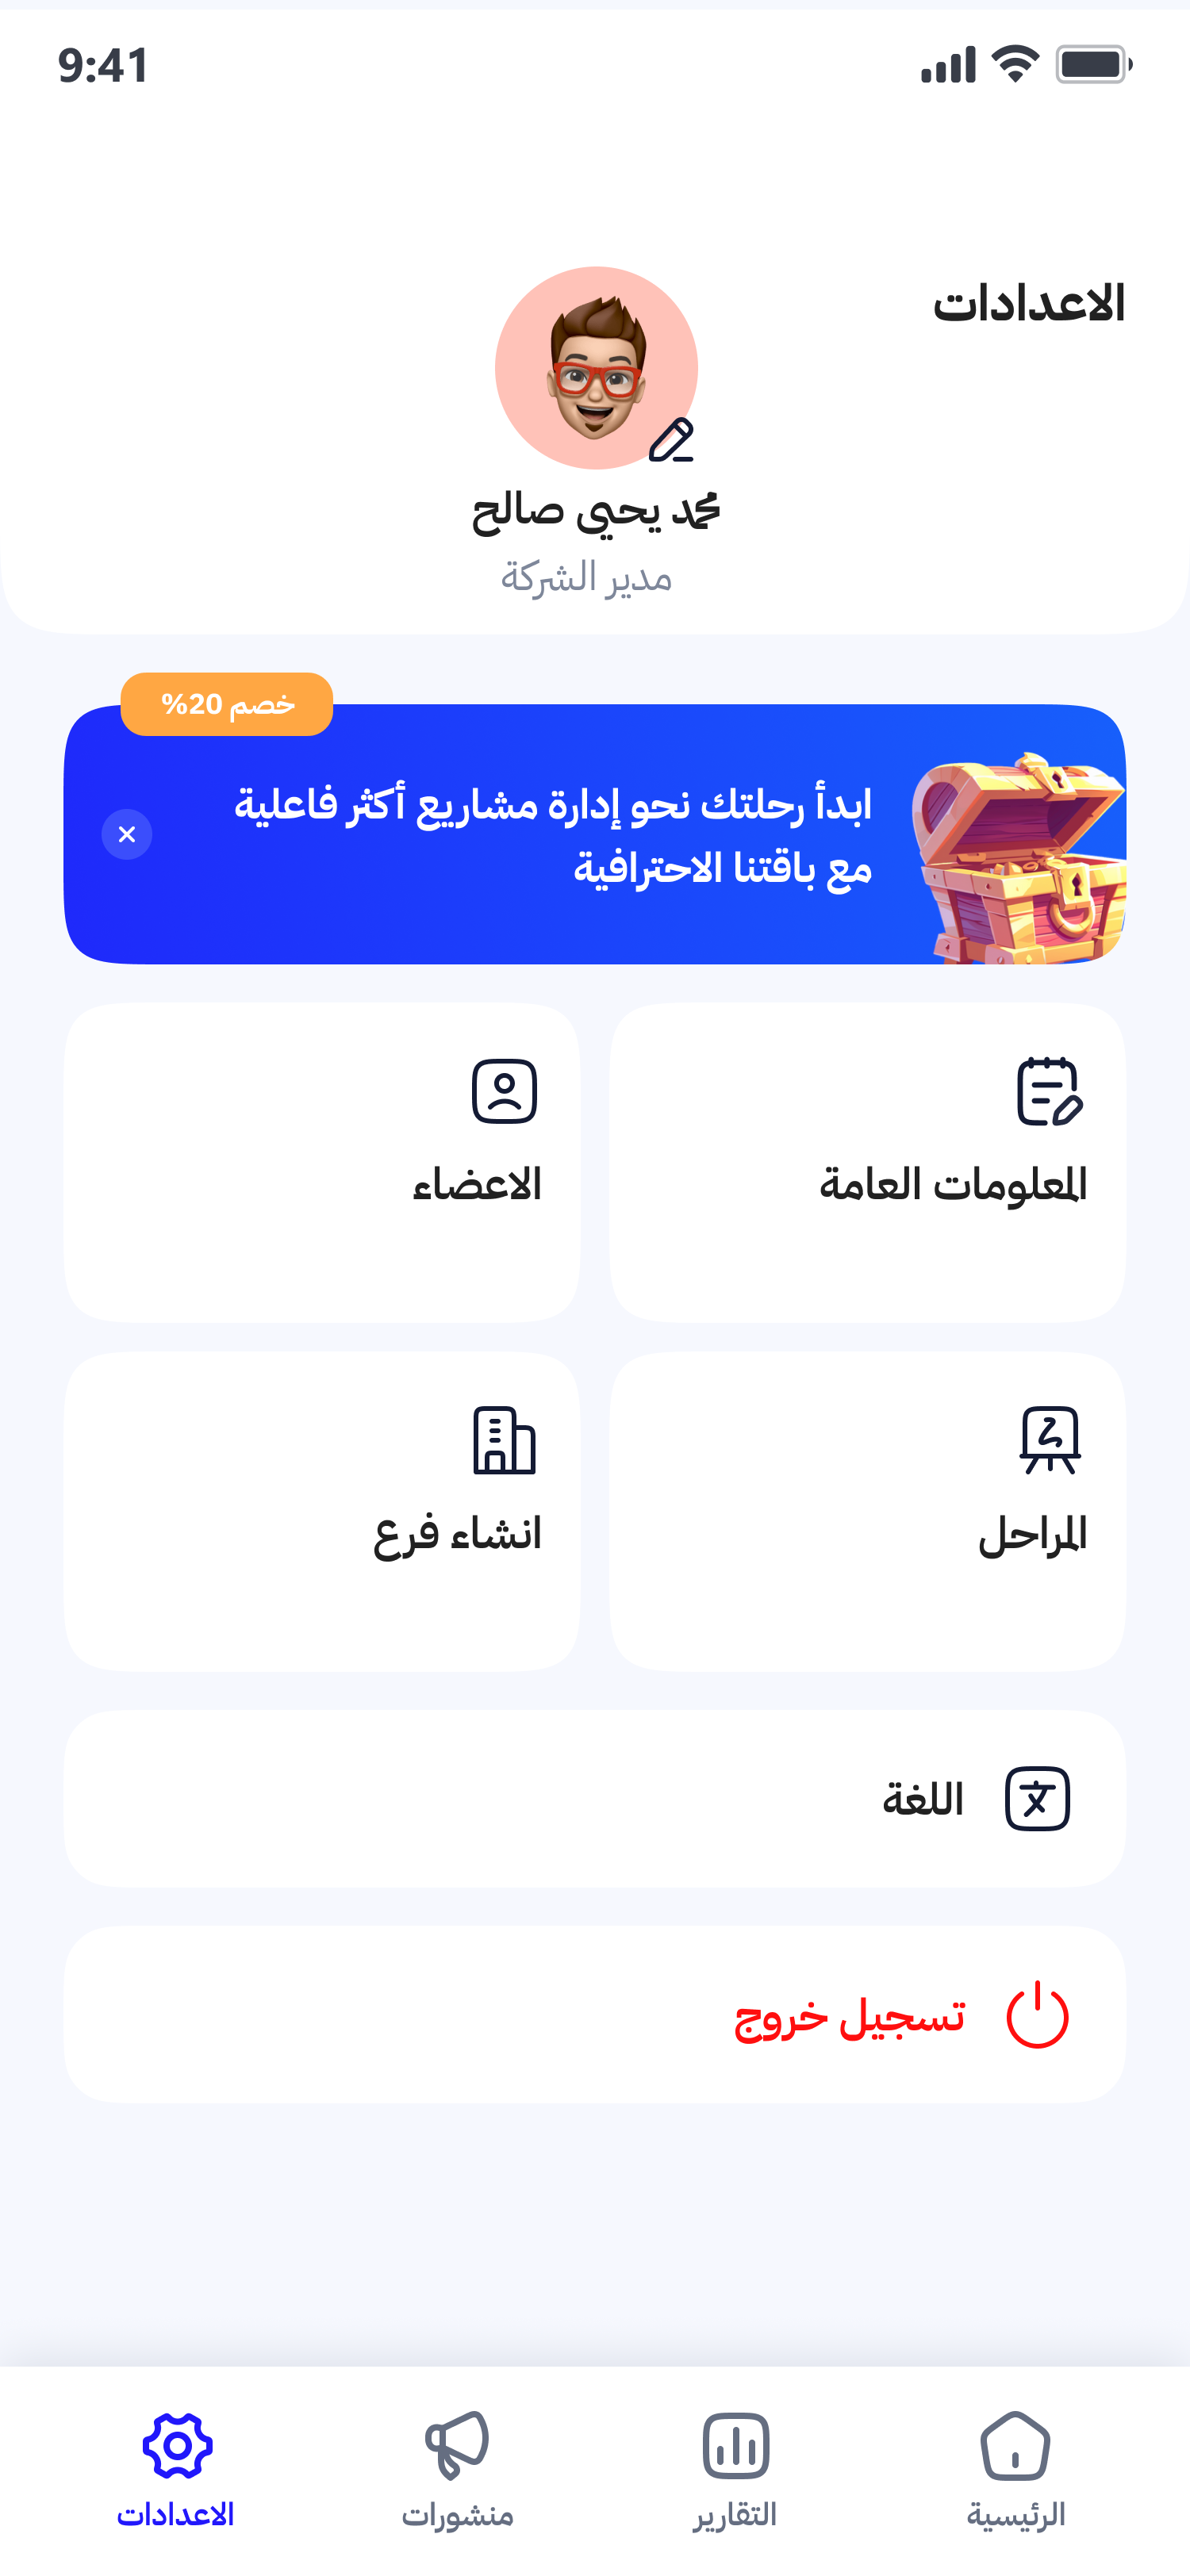 9:41
الاعدادات
محمد يحيى صالح
مدير الشركة
خصم 20%
ابدأ رحلتك نحو إدارة مشاريع أكثر فاعلية
مع باقتنا الاحترافية
المعلومات العامة
الاعضاء
المراحل
انشاء فرع
اللغة
تسجيل خروج
الرئيسية
التقارير
منشورات
الاعدادات